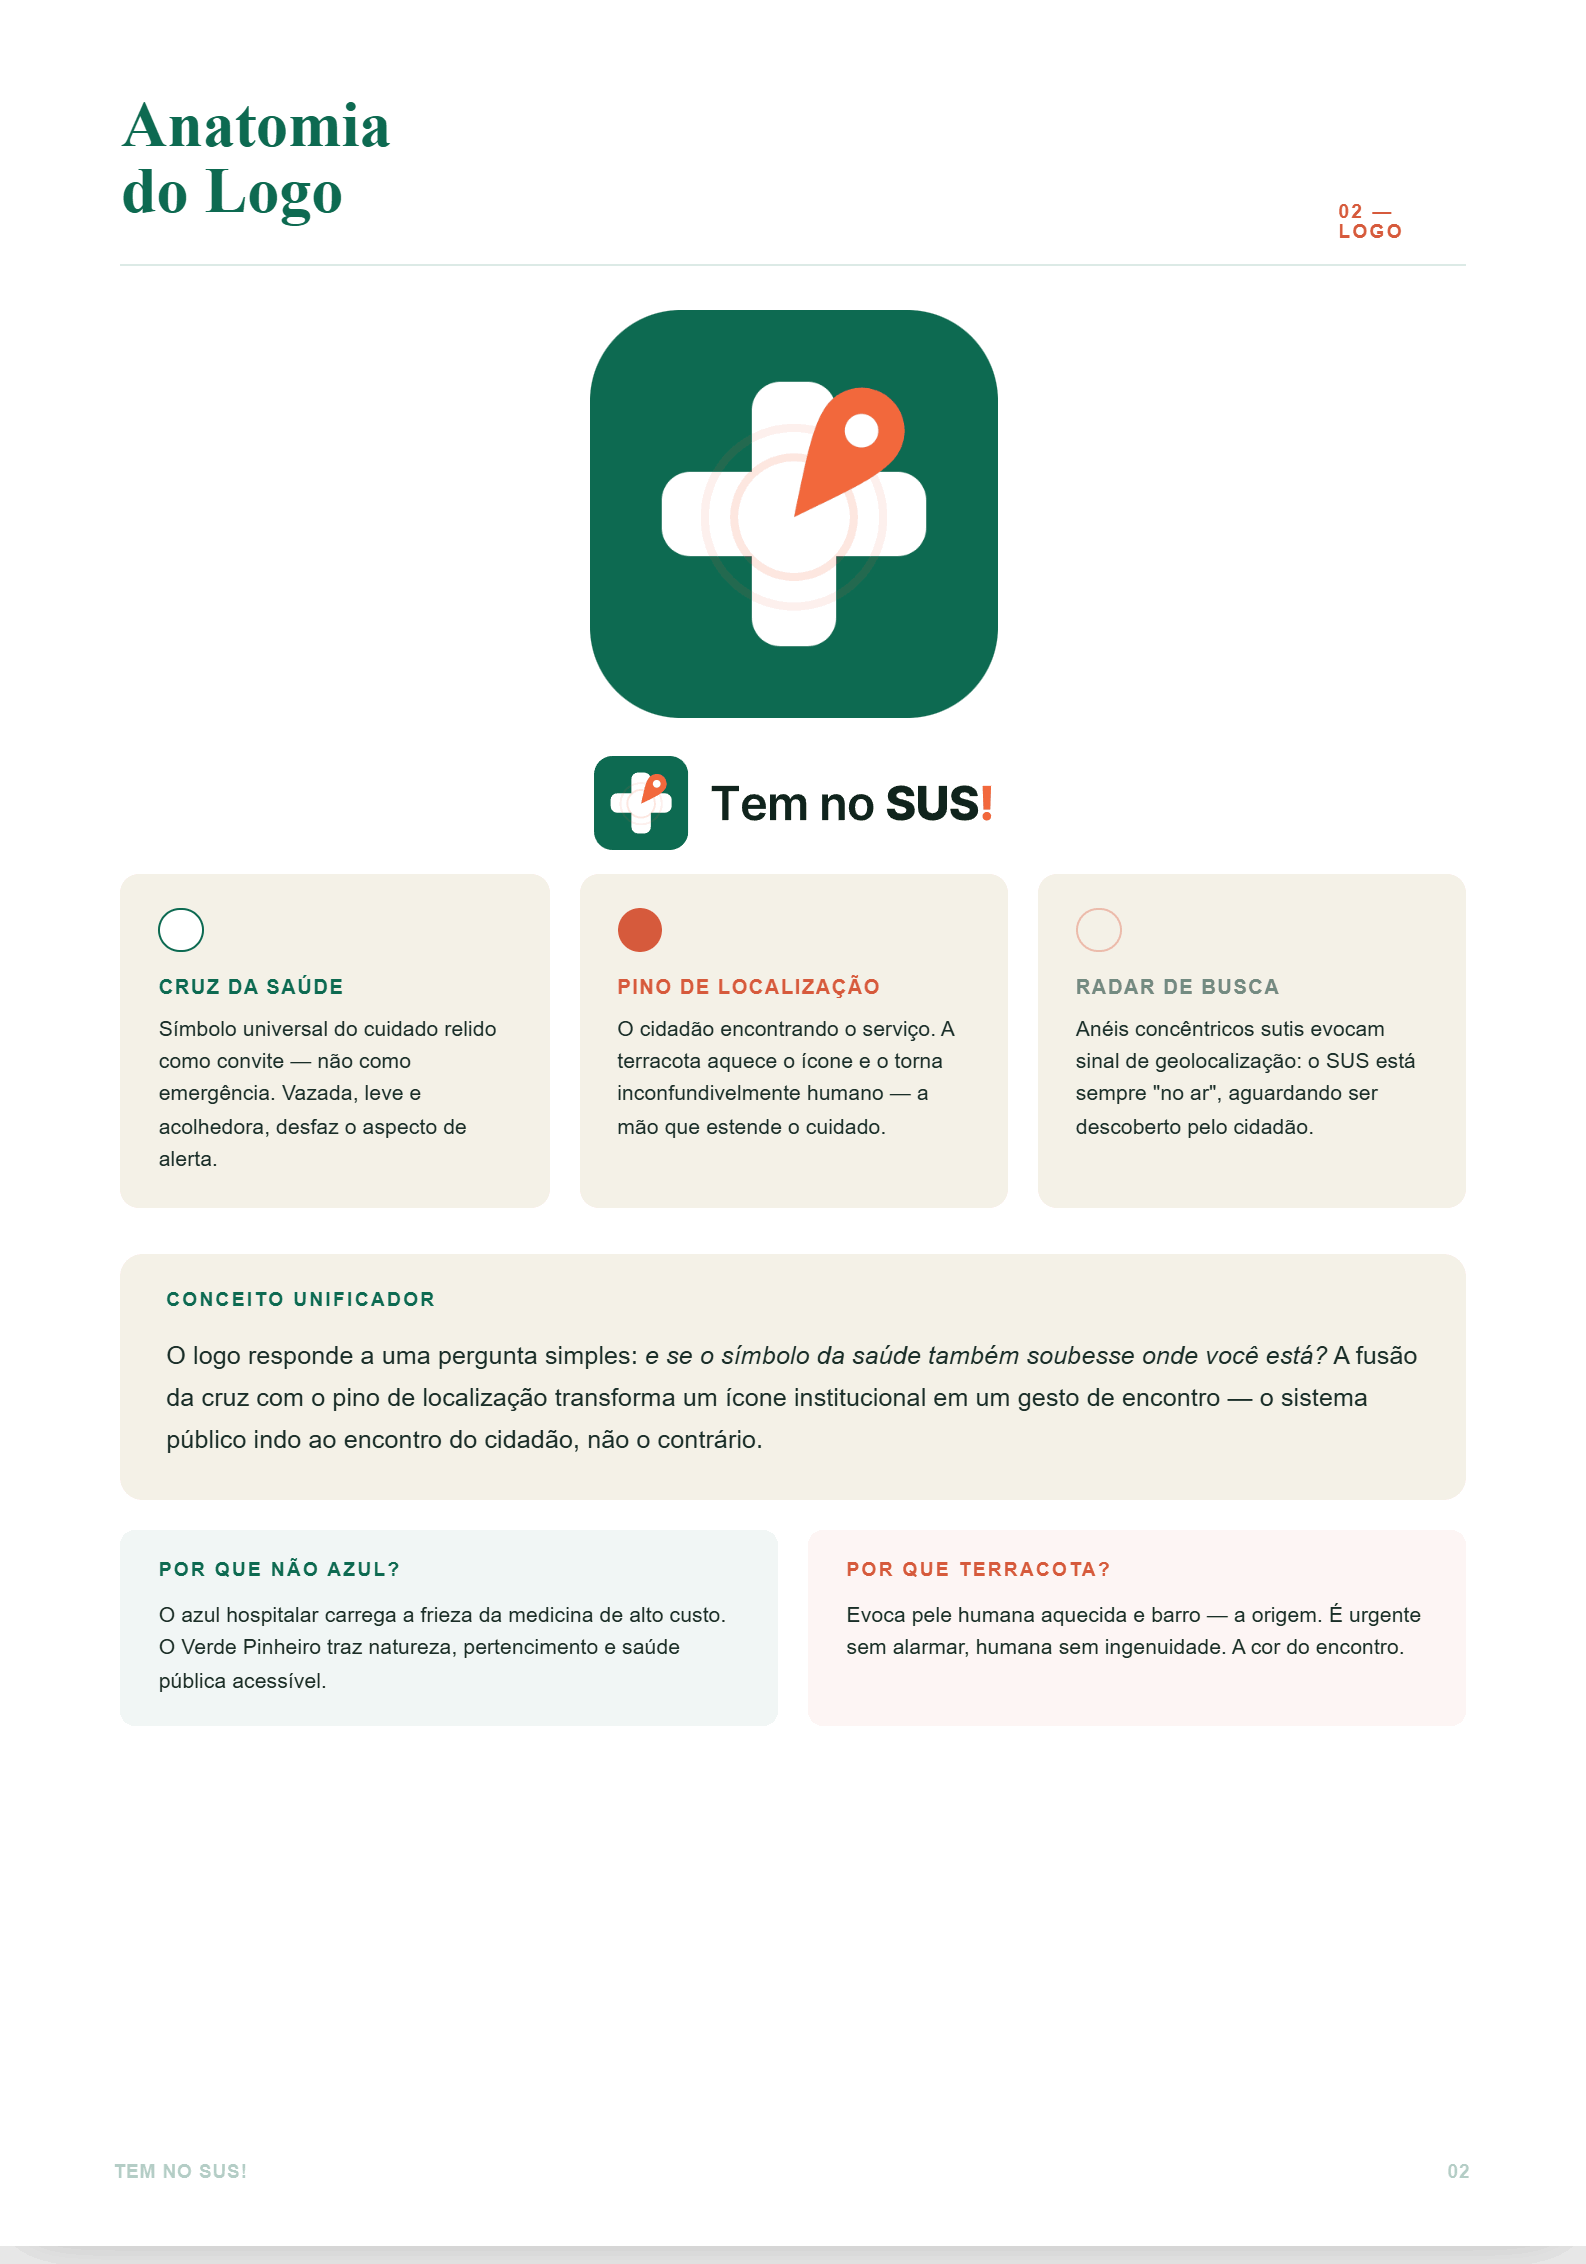 Anatomia
do Logo
02 —
LOGO
Tem no SUS!
CRUZ DA SAÚDE
Símbolo universal do cuidado relido
como convite — não como
emergência. Vazada, leve e
acolhedora, desfaz o aspecto de
alerta.
PINO DE LOCALIZAÇÃO
O cidadão encontrando o serviço. A
terracota aquece o ícone e o torna
inconfundivelmente humano — a
mão que estende o cuidado.
RADAR DE BUSCA
Anéis concêntricos sutis evocam
sinal de geolocalização: o SUS está
sempre "no ar", aguardando ser
descoberto pelo cidadão.
CONCEITO UNIFICADOR
O logo responde a uma pergunta simples: e se o símbolo da saúde também soubesse onde você está? A fusão
da cruz com o pino de localização transforma um ícone institucional em um gesto de encontro — o sistema
público indo ao encontro do cidadão, não o contrário.
POR QUE NÃO AZUL?
O azul hospitalar carrega a frieza da medicina de alto custo.
O Verde Pinheiro traz natureza, pertencimento e saúde
pública acessível.
POR QUE TERRACOTA?
Evoca pele humana aquecida e barro — a origem. É urgente
sem alarmar, humana sem ingenuidade. A cor do encontro.
TEM NO SUS!
02